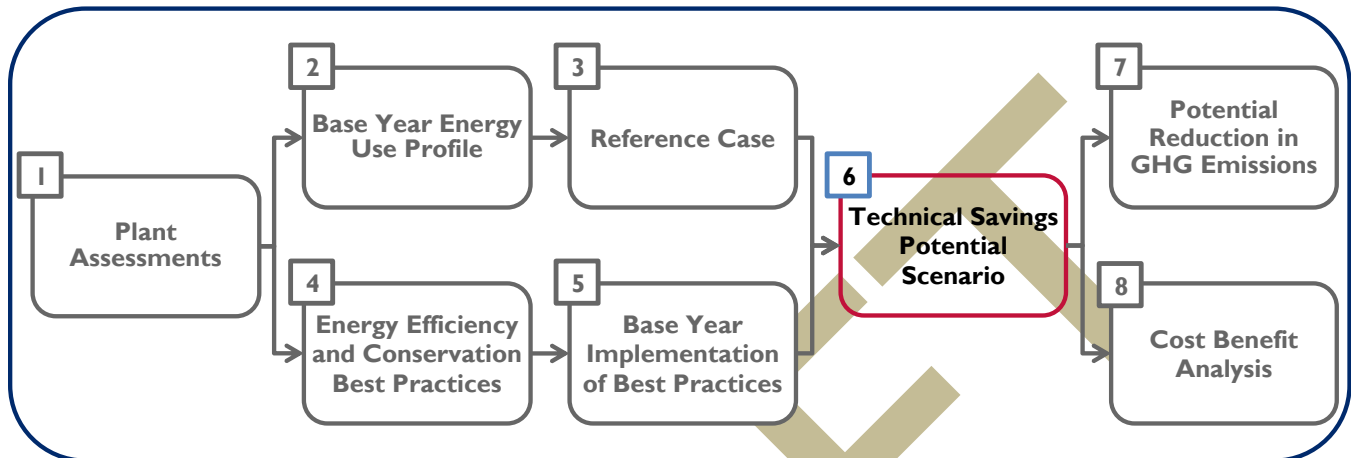 1
Plant
Assessments
2
Base Year Energy
Use Profile
3
Reference Case
4
Energy Efficiency
and Conservation
Best Practices
5
Base Year
Implementation
of Best Practices
6
Technical Savings
Potential
Scenario
7
Potential
Reduction in
GHG Emissions
8
Cost Benefit
Analysis